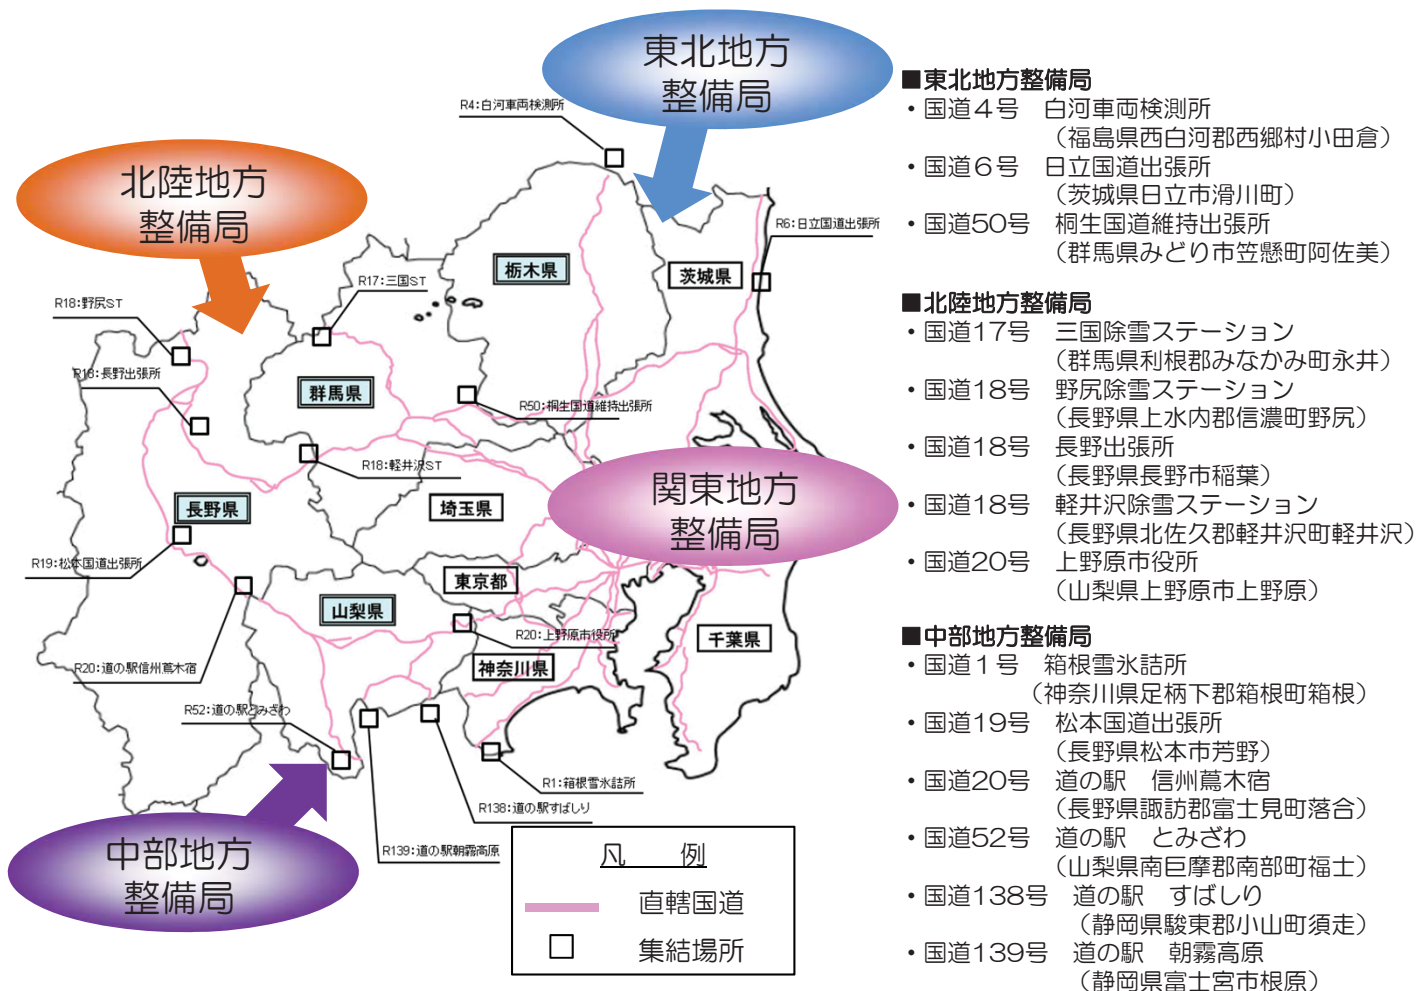 東北地方
整備局
R4:白河車両検測所
北陸地方
整備局
R6:日立国道出張所
栃木県
茨城県
R17:三国ST
R18:野尻ST
R18:長野出張所
群馬県
R50:桐生国道維持出張所
R18:軽井沢ST
関東地方
整備局
長野県
埼玉県
R19:松本国道出張所
東京都
山梨県
R20:上野原市役所
千葉県
神奈川県
R20:道の駅信州蔦木宿
R52:道の駅とみざわ
R1:箱根雪氷詰所
R138:道の駅すばしり
R139:道の駅朝霧高原
中部地方
整備局
凡 例
直轄国道
集結場所
■東北地方整備局
・国道4号 白河車両検測所
(福島県西白河郡西郷村小田倉)
・国道6号 日立国道出張所
(茨城県日立市滑川町)
・国道50号 桐生国道維持出張所
(群馬県みどり市笠懸町阿佐美)
■北陸地方整備局
・国道17号 三国除雪ステーション
(群馬県利根郡みなかみ町永井)
・国道18号 野尻除雪ステーション
(長野県上水内郡信濃町野尻)
・国道18号 長野出張所
(長野県長野市稲葉)
・国道18号 軽井沢除雪ステーション
(長野県北佐久郡軽井沢町軽井沢)
・国道20号 上野原市役所
(山梨県上野原市上野原)
■中部地方整備局
・国道1号 箱根雪氷詰所
(神奈川県足柄下郡箱根町箱根)
・国道19号 松本国道出張所
(長野県松本市芳野)
・国道20号 道の駅 信州蔦木宿
(長野県諏訪郡富士見町落合)
・国道52号 道の駅 とみざわ
(山梨県南巨摩郡南部町福士)
・国道138号 道の駅 すばしり
(静岡県駿東郡小山町須走)
・国道139号 道の駅 朝霧高原
(静岡県富士宮市根原)